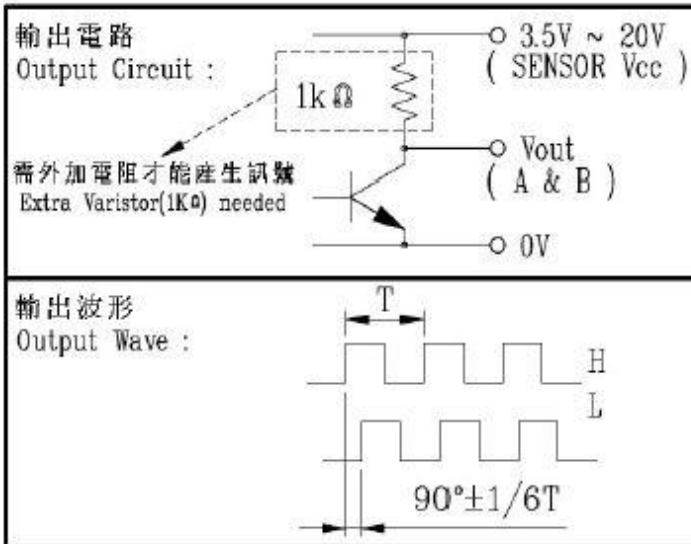 輸出電路
Output Circuit :
1kΩ
3.5V ~ 20V
( SENSOR Vcc )
需外加電阻才能産生訊號
Extra Varistor(1KΩ) needed
Vout
( A & B )
0V
輸出波形
Output Wave :
T
H
L
90°±1/6T